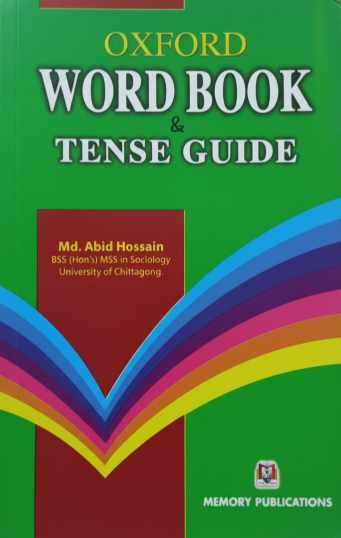 OXFORD
WORD BOOK
&
TENSE GUIDE
Md. Abid Hossain
BSS (Hon's) MSS in Sociology
University of Chittagong.
MEMORY PUBLICATIONS